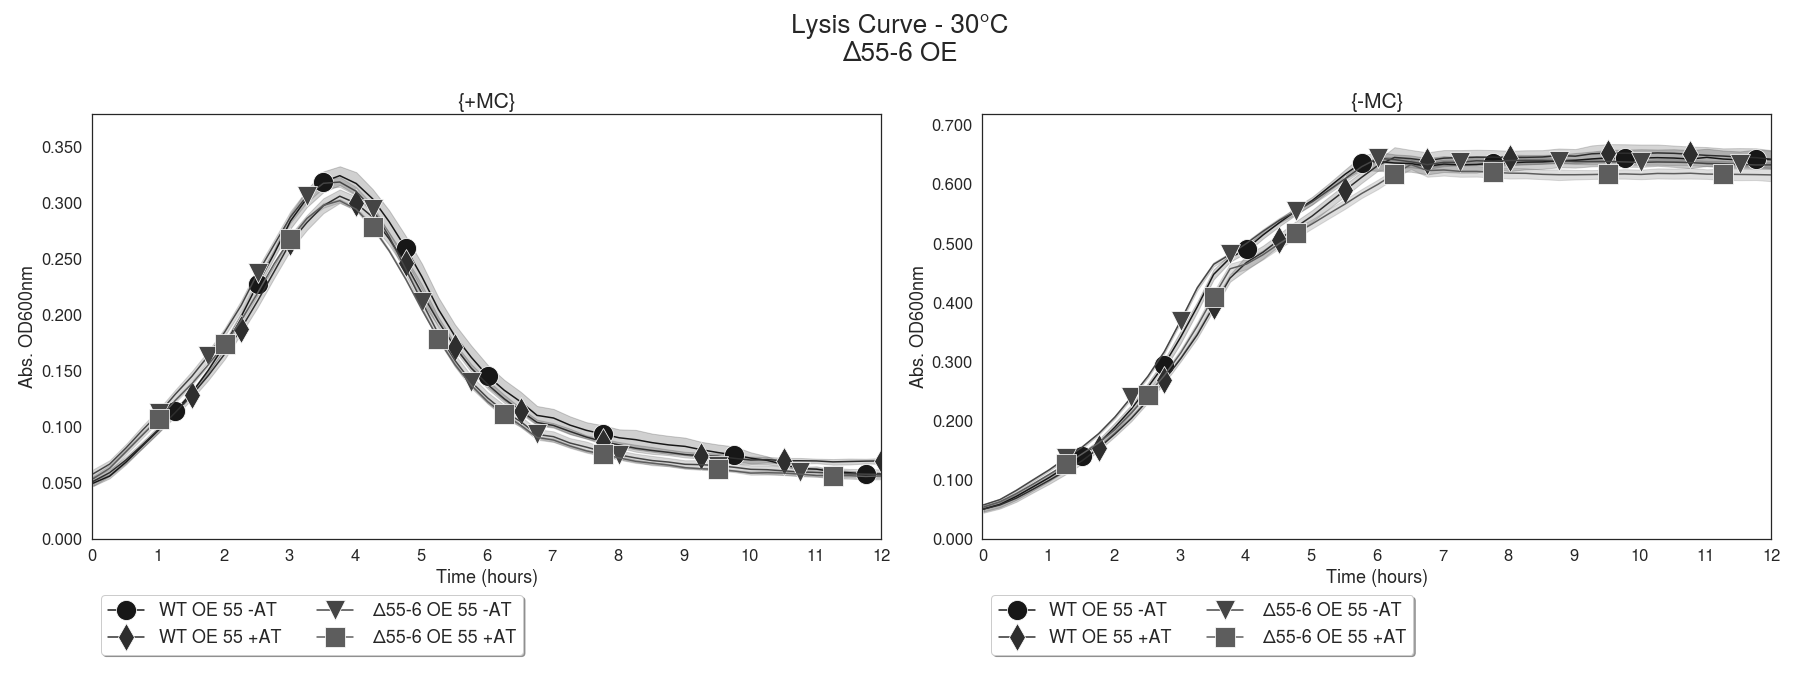 Lysis Curve - 30°C
Δ55-6 OE
{+MC}
Abs. OD600nm
0.350
0.300
0.250
0.200
0.150
0.100
0.050
0.000
0 1 2 3 4 5 6 7 8 9 10 11 12
Time (hours)
WT OE 55 -AT Δ55-6 OE 55 -AT
WT OE 55 +AT Δ55-6 OE 55 +AT
{-MC}
Abs. OD600nm
0.700
0.600
0.500
0.400
0.300
0.200
0.100
0.000
0 1 2 3 4 5 6 7 8 9 10 11 12
Time (hours)
WT OE 55 -AT Δ55-6 OE 55 -AT
WT OE 55 +AT Δ55-6 OE 55 +AT